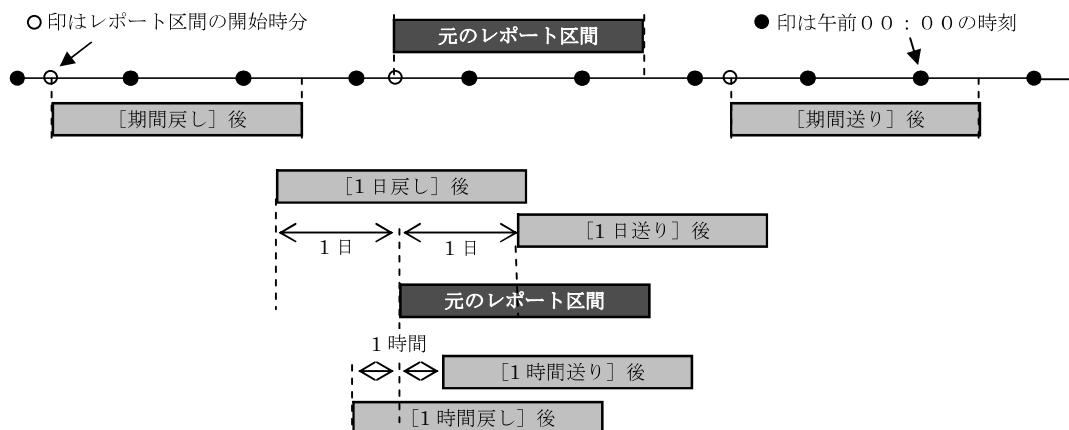 印はレポート区間の開始時分
元のレポート区間
印は午前００：００の時刻
［期間戻し］後
［期間送り］後
［1 日戻し］後
［1 日送り］後
1 日
1 日
元のレポート区間
1 時間
［1 時間送り］後
［1 時間戻し］後